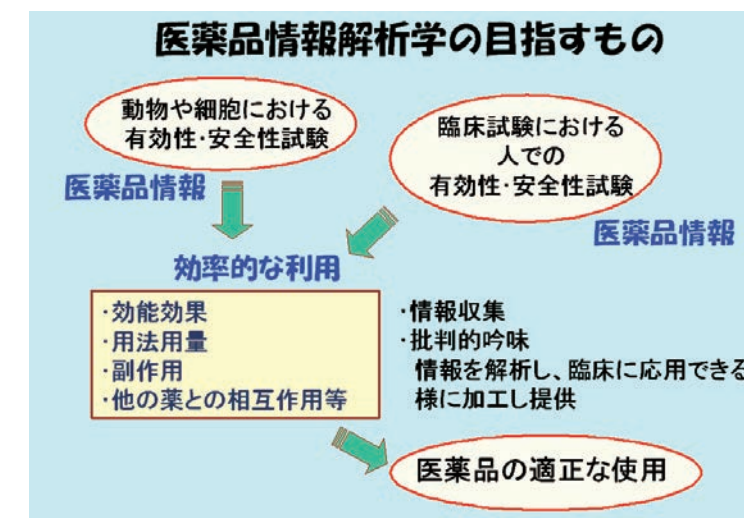 医薬品情報解析学の目指すもの
動物や細胞における
有効性･安全性試験
臨床試験における
人での
有効性･安全性試験
医薬品情報
医薬品情報
効率的な利用
･効能効果
･用法用量
･副作用
･他の薬との相互作用等
･情報収集
･批判的吟味
情報を解析し、臨床に応用できる
様に加工し提供
医薬品の適正な使用